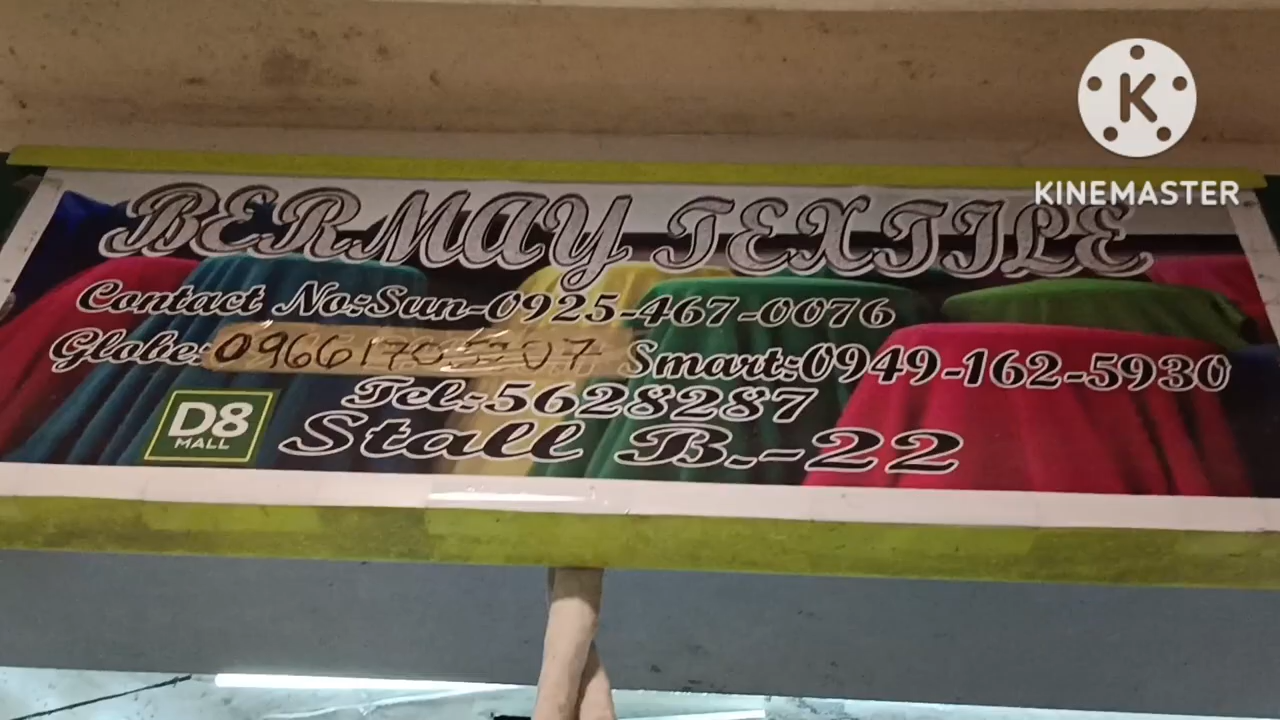 K
KINEMASTER
BERMAY TEXTILE
Contact No:Sun-0925-467-0076
Globe: Smart:0949-162-5930
Tel:-5628287
D8
MALL
Stall B.-22